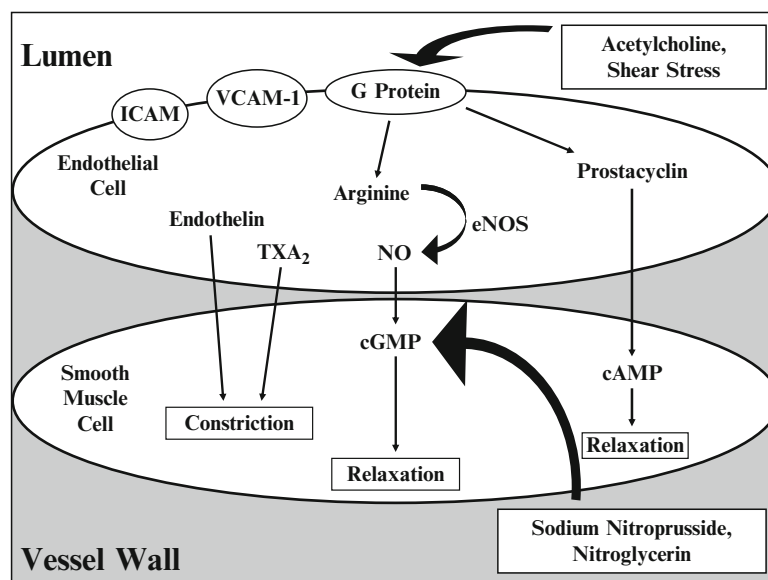 Lumen
Acetylcholine,
Shear Stress
ICAM
VCAM-1
G Protein
Endothelial
Cell
Arginine
Prostacyclin
Endothelin
eNOS
TXA₂
NO
cGMP
Smooth
Muscle
Cell
cAMP
Constriction
Relaxation
Relaxation
Sodium Nitroprusside,
Nitroglycerin
Vessel Wall